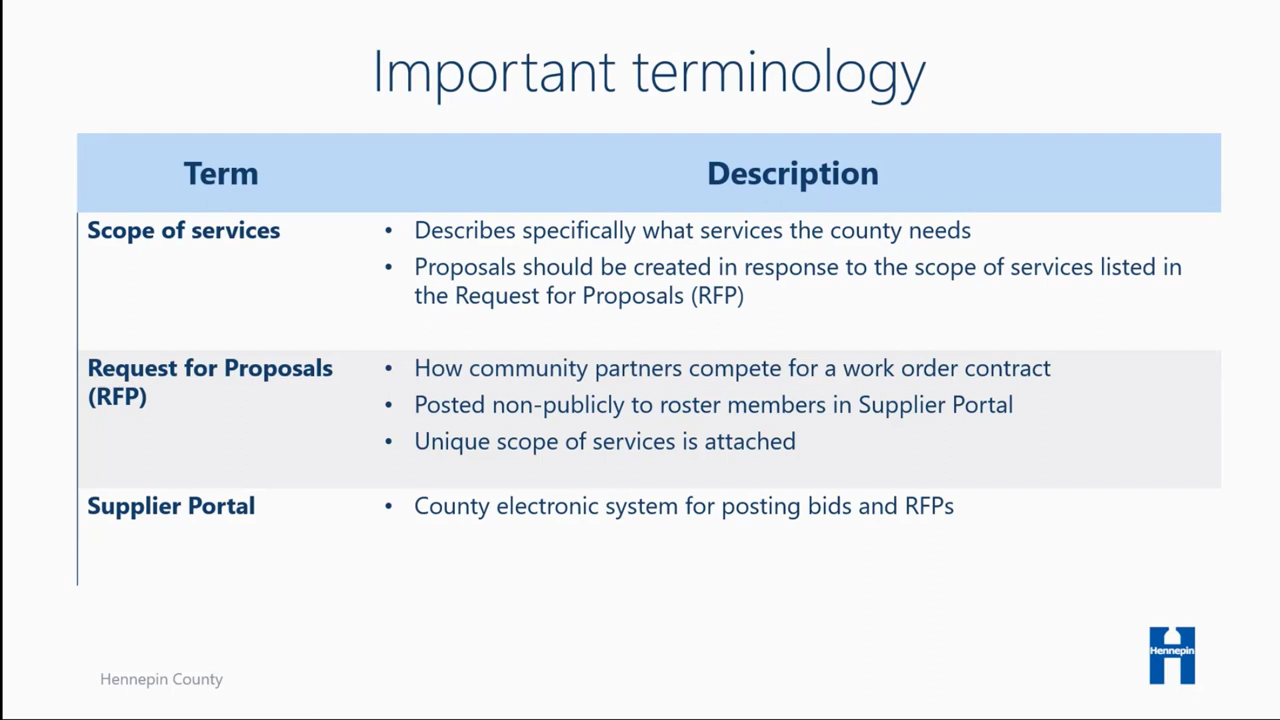 Important terminology
Term
Description
Scope of services
• Describes specifically what services the county needs
• Proposals should be created in response to the scope of services listed in
the Request for Proposals (RFP)
Request for Proposals
(RFP)
• How community partners compete for a work order contract
• Posted non-publicly to roster members in Supplier Portal
• Unique scope of services is attached
Supplier Portal
• County electronic system for posting bids and RFPs
Hennepin
Hennepin County